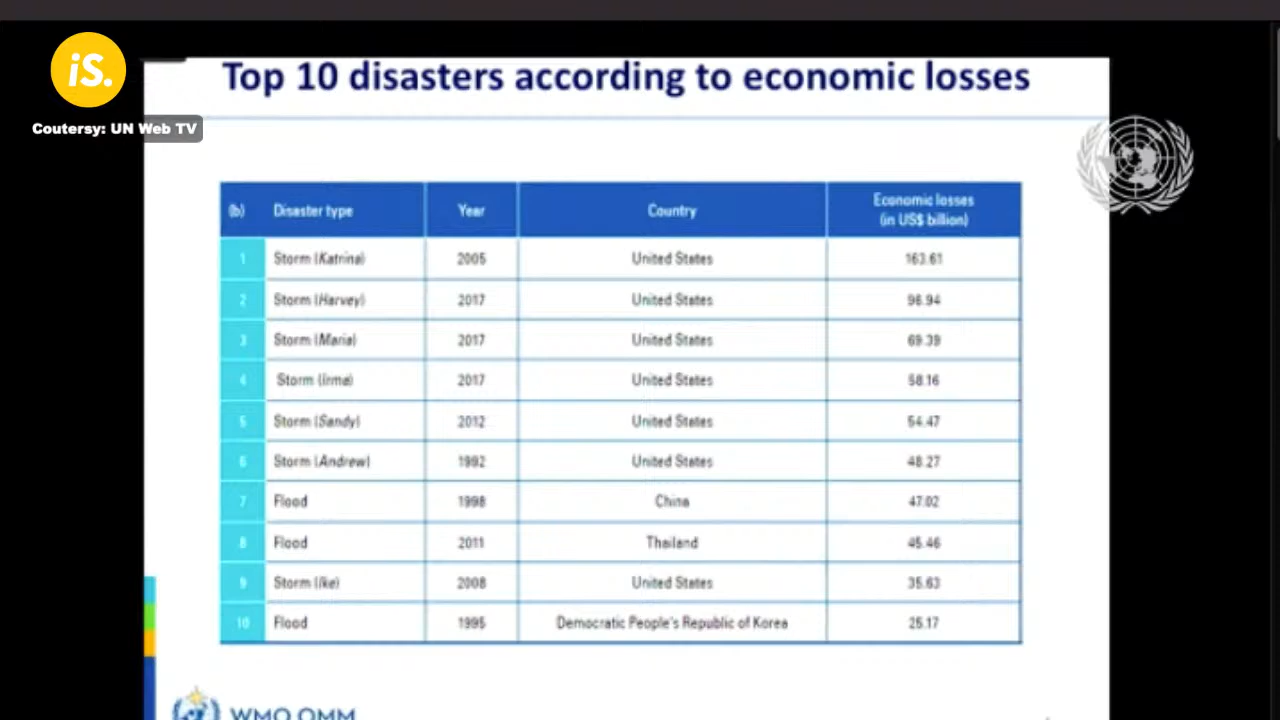 iS.
Coutersy: UN Web TV
Top 10 disasters according to economic losses
(b) Disaster type Year Country Economic losses (in US$ billion)
1 Storm (Katrina) 2005 United States 163.61
2 Storm (Harvey) 2017 United States 96.94
3 Storm (Maria) 2017 United States 69.39
4 Storm (Irma) 2017 United States 58.16
5 Storm (Sandy) 2012 United States 54.47
6 Storm (Andrew) 1992 United States 48.27
7 Flood 1998 China 47.02
8 Flood 2011 Thailand 45.46
9 Storm (Ike) 2008 United States 35.63
10 Flood 1995 Democratic People's Republic of Korea 25.17
WMO OMM